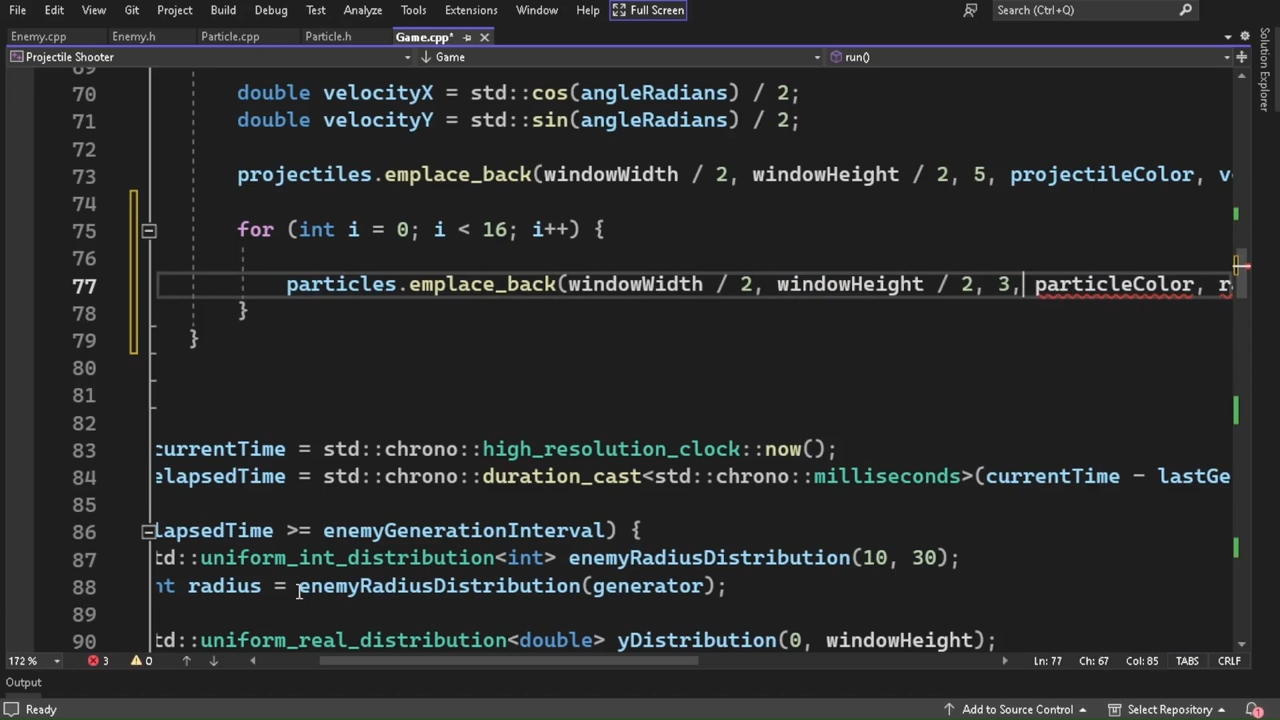 File Edit View Git Project Build Debug Test Analyze Tools Extensions Window Help Full Screen Search (Ctrl+Q)
Enemy.cpp Enemy.h Particle.cpp Particle.h Game.cpp*
Projectile Shooter Game run()
70 double velocityX = std::cos(angleRadians) / 2;
71 double velocityY = std::sin(angleRadians) / 2;
72
73 projectiles.emplace_back(windowWidth / 2, windowHeight / 2, 5, projectileColor, v
74
75 for (int i = 0; i < 16; i++) {
76
77 particles.emplace_back(windowWidth / 2, windowHeight / 2, 3, particleColor, r
78 }
79 }
80
81
82
83 currentTime = std::chrono::high_resolution_clock::now();
84 elapsedTime = std::chrono::duration_cast<std::chrono::milliseconds>(currentTime - lastGe
85
86 lapsedTime >= enemyGenerationInterval) {
87 td::uniform_int_distribution<int> enemyRadiusDistribution(10, 30);
88 nt radius = enemyRadiusDistribution(generator);
89
90 td::uniform_real_distribution<double> yDistribution(0, windowHeight);
172 % 3 0 Ln: 77 Ch: 67 Col: 85 TABS CRLF
Output
Ready Add to Source Control Select Repository 1
Solution Explorer